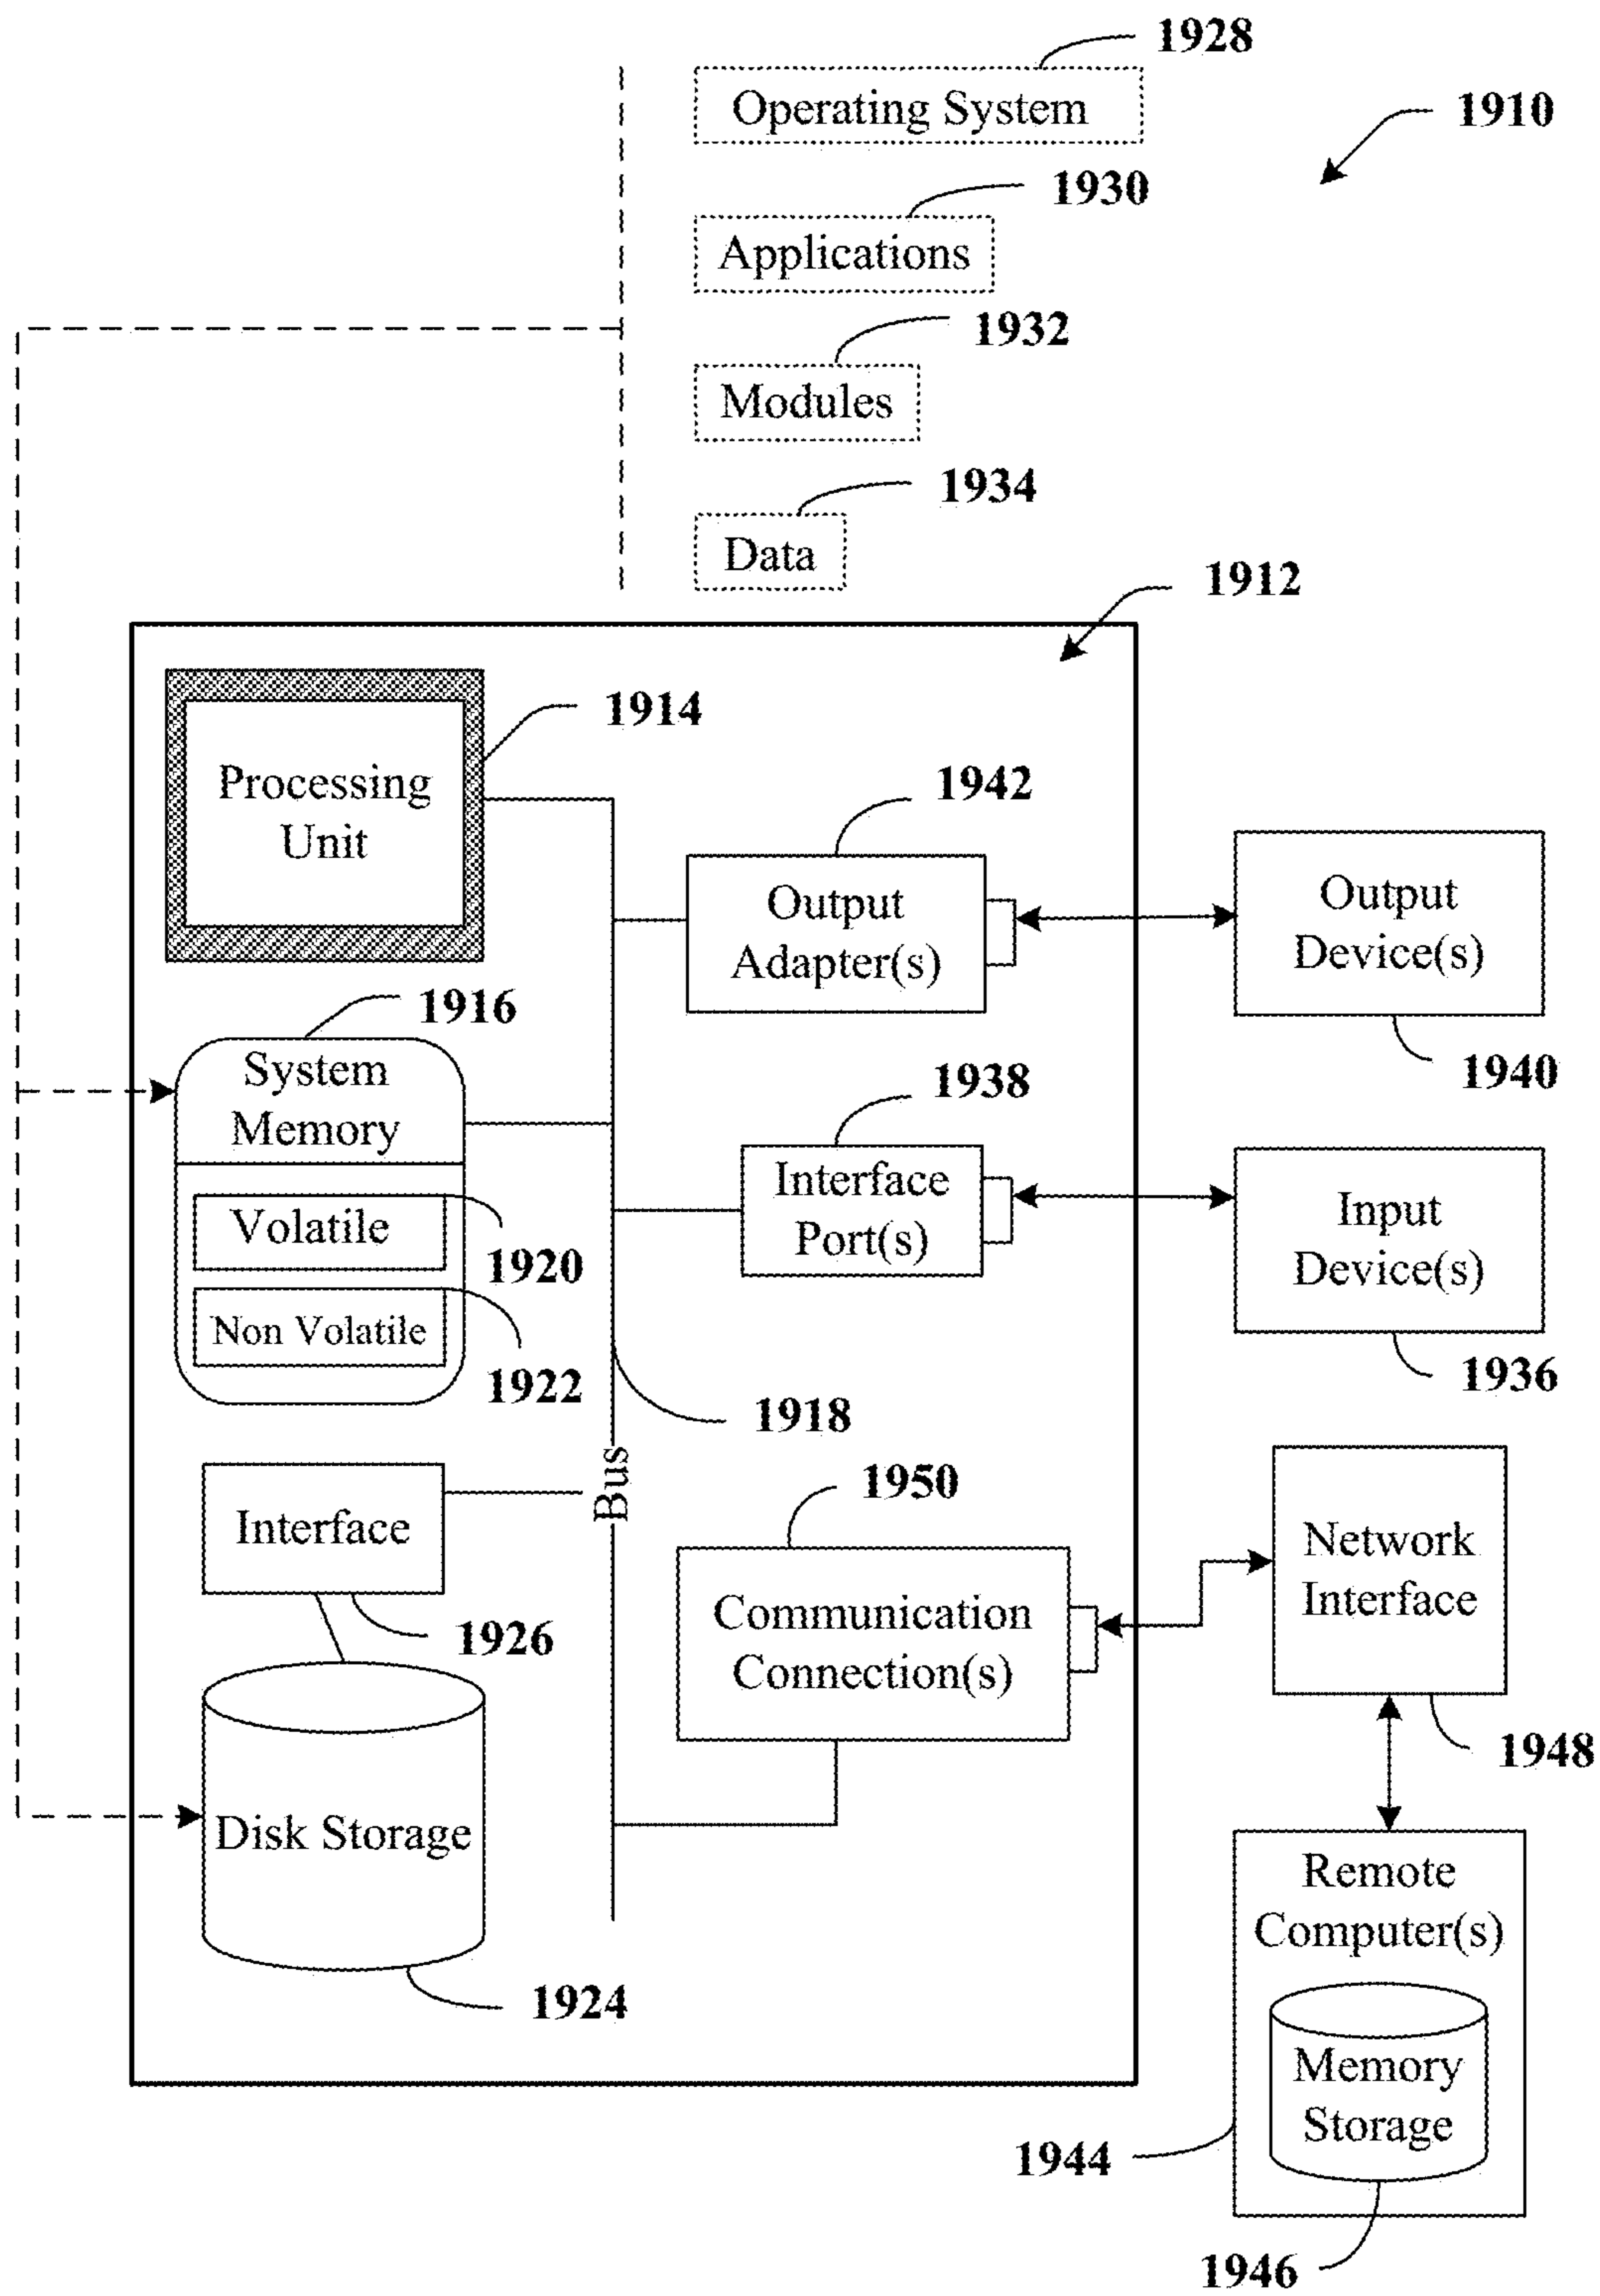 1928
Operating System
1910
1930
Applications
1932
Modules
1934
Data
1912
1914
Processing
Unit
1942
Output
Adapter(s)
Output
Device(s)
1940
1916
System
Memory
1938
Interface
Port(s)
Input
Device(s)
1936
Volatile
1920
Non Volatile
1922
1918
Bus
Interface
1926
1950
Communication
Connection(s)
Network
Interface
1948
Disk Storage
1924
Remote
Computer(s)
Memory
Storage
1944
1946